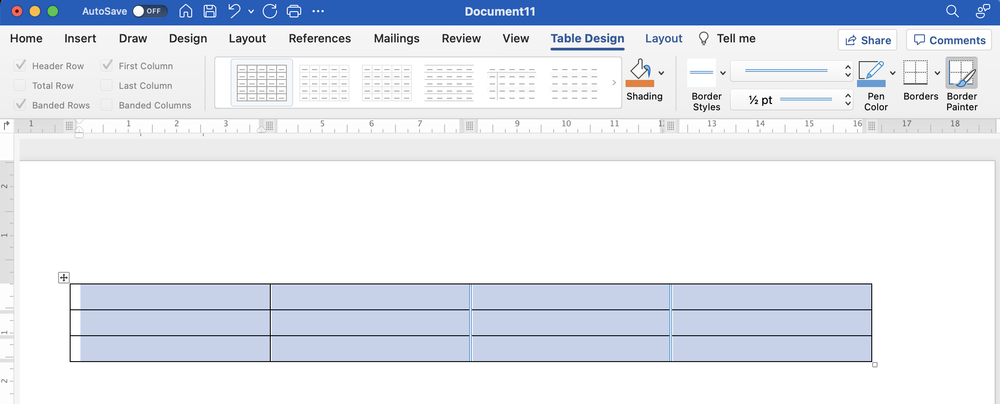 AutoSave OFF Document11
Home Insert Draw Design Layout References Mailings Review View Table Design Layout Tell me Share Comments
Header Row First Column
Total Row Last Column
Banded Rows Banded Columns
Shading
Border Styles
½ pt
Pen Color
Borders
Border Painter
1 1 2 3 5 6 7 9 10 11 13 14 15 16 17 18
2
1
1
2